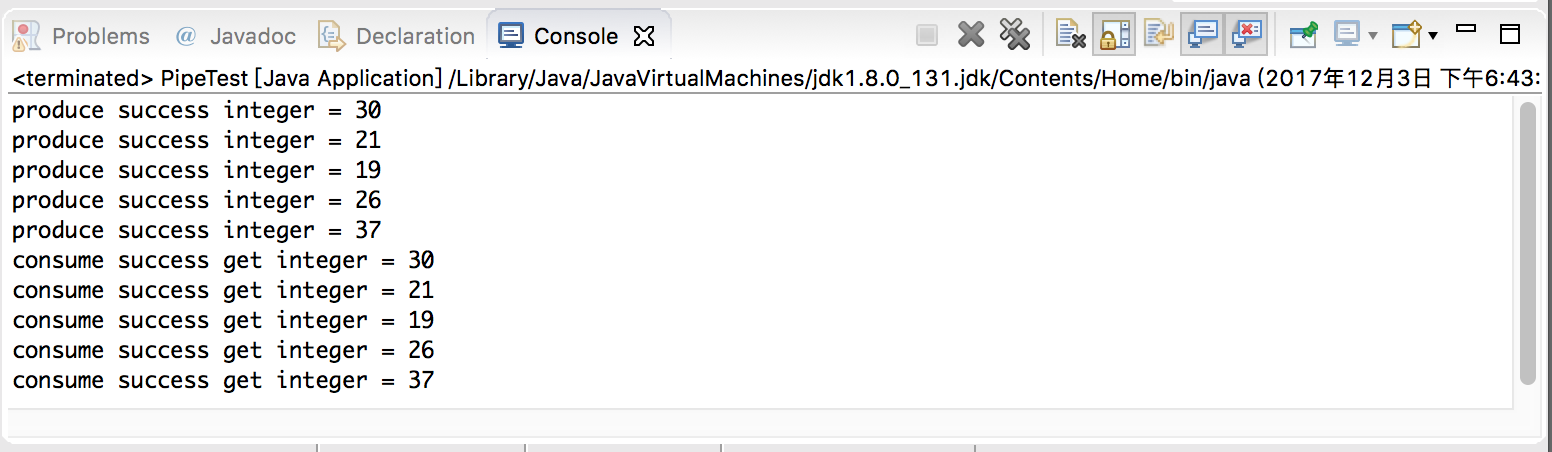 Problems @ Javadoc Declaration Console
<terminated> PipeTest [Java Application] /Library/Java/JavaVirtualMachines/jdk1.8.0_131.jdk/Contents/Home/bin/java (2017年12月3日 下午6:43:
produce success integer = 30
produce success integer = 21
produce success integer = 19
produce success integer = 26
produce success integer = 37
consume success get integer = 30
consume success get integer = 21
consume success get integer = 19
consume success get integer = 26
consume success get integer = 37